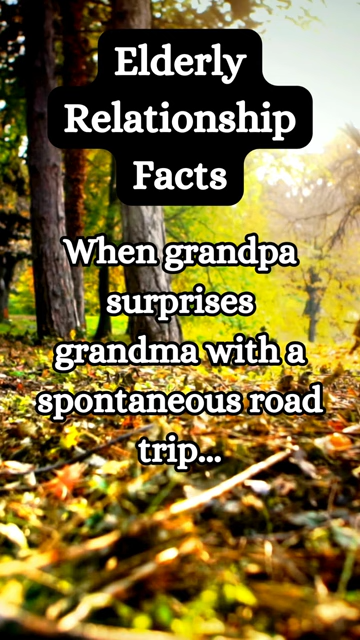 Elderly
Relationship
Facts
When grandpa
surprises
grandma with a
spontaneous road
trip...